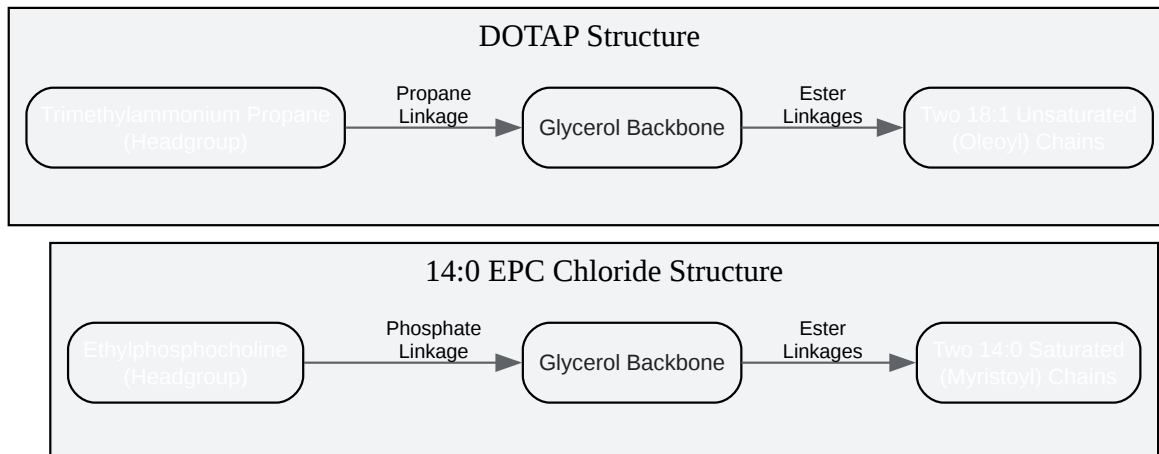 DOTAP Structure
Trimethylammonium Propane
(Headgroup)
Propane
Linkage
Glycerol Backbone
Ester
Linkages
Two 18:1 Unsaturated
(Oleoyl) Chains
14:0 EPC Chloride Structure
Ethylphosphocholine
(Headgroup)
Phosphate
Linkage
Glycerol Backbone
Ester
Linkages
Two 14:0 Saturated
(Myristoyl) Chains